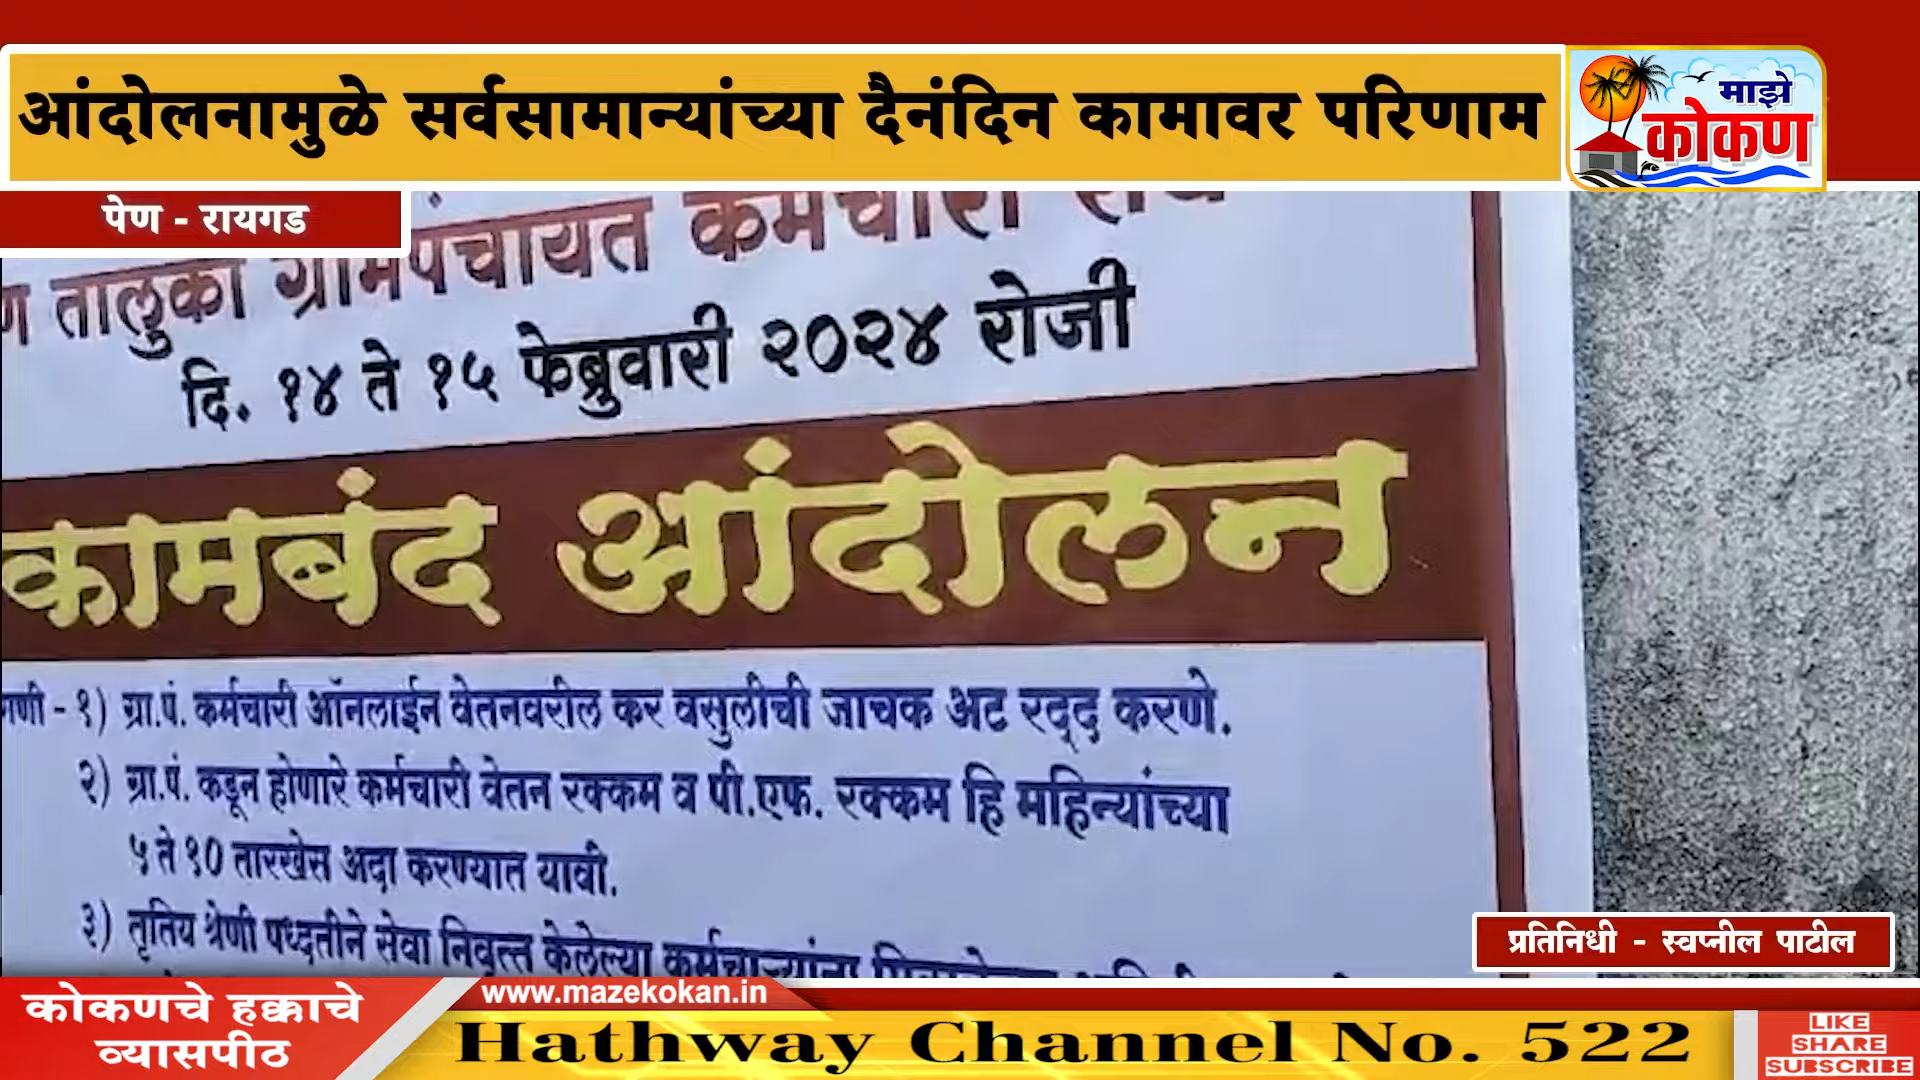 आंदोलनामुळे सर्वसामान्यांच्या दैनंदिन कामावर परिणाम
माझे
कोकण
पेण - रायगड
तालुका ग्रामपंचायत कर्मचारी
दि. १४ ते १५ फेब्रुवारी २०२४ रोजी
कामबंद आंदोलन
१) ग्रा.पं. कर्मचारी ऑनलाईन वेतनवरील कर वसुलीची जाचक अट रद्द करणे.
२) ग्रा.पं. कडून होणारे कर्मचारी वेतन रक्कम व पी.एफ. रक्कम हि महिन्यांच्या
५ ते १० तारखेस अदा करण्यात यावी.
३) तृतिय श्रेणी पध्दतीने सेवा निवृत्त केलेल्या कर्मचाऱ्यांना
प्रतिनिधी - स्वप्नील पाटील
कोकणचे हक्काचे
व्यासपीठ
www.mazekokan.in
Hathway Channel No. 522
LIKE
SHARE
SUBSCRIBE